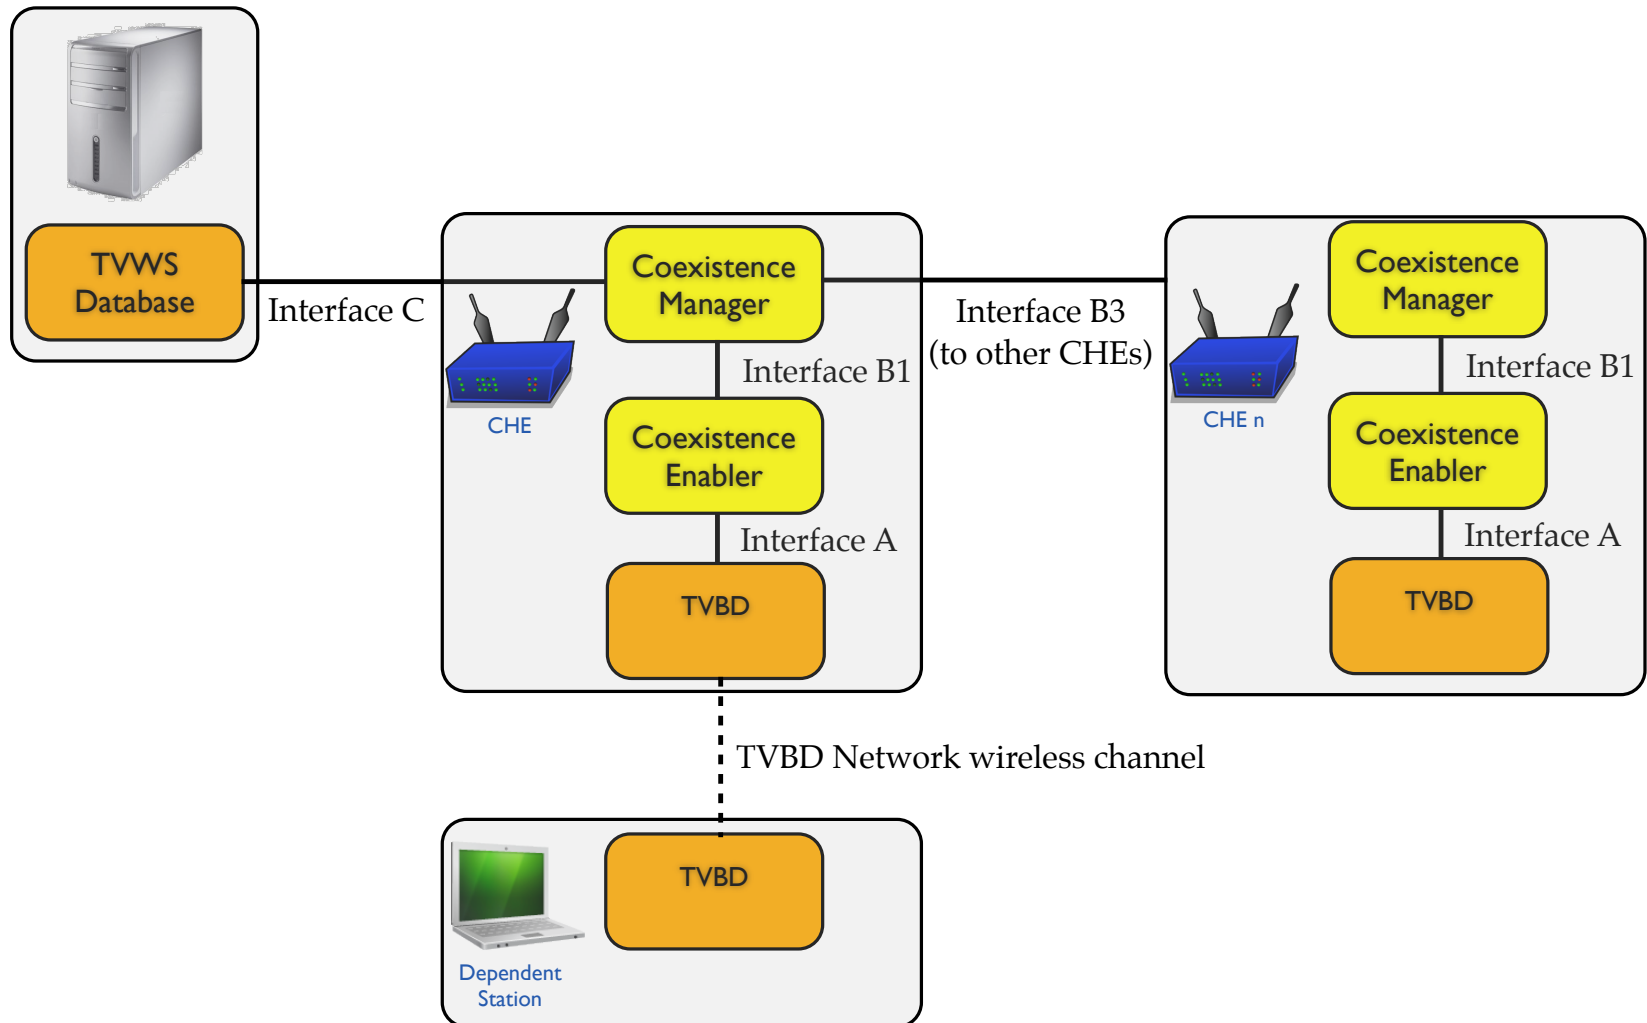 TVWS
Database
Interface C
Coexistence
Manager
Interface B1
CHE
Coexistence
Enabler
Interface A
TVBD
Interface B3
(to other CHEs)
Coexistence
Manager
Interface B1
CHE n
Coexistence
Enabler
Interface A
TVBD
TVBD Network wireless channel
TVBD
Dependent
Station